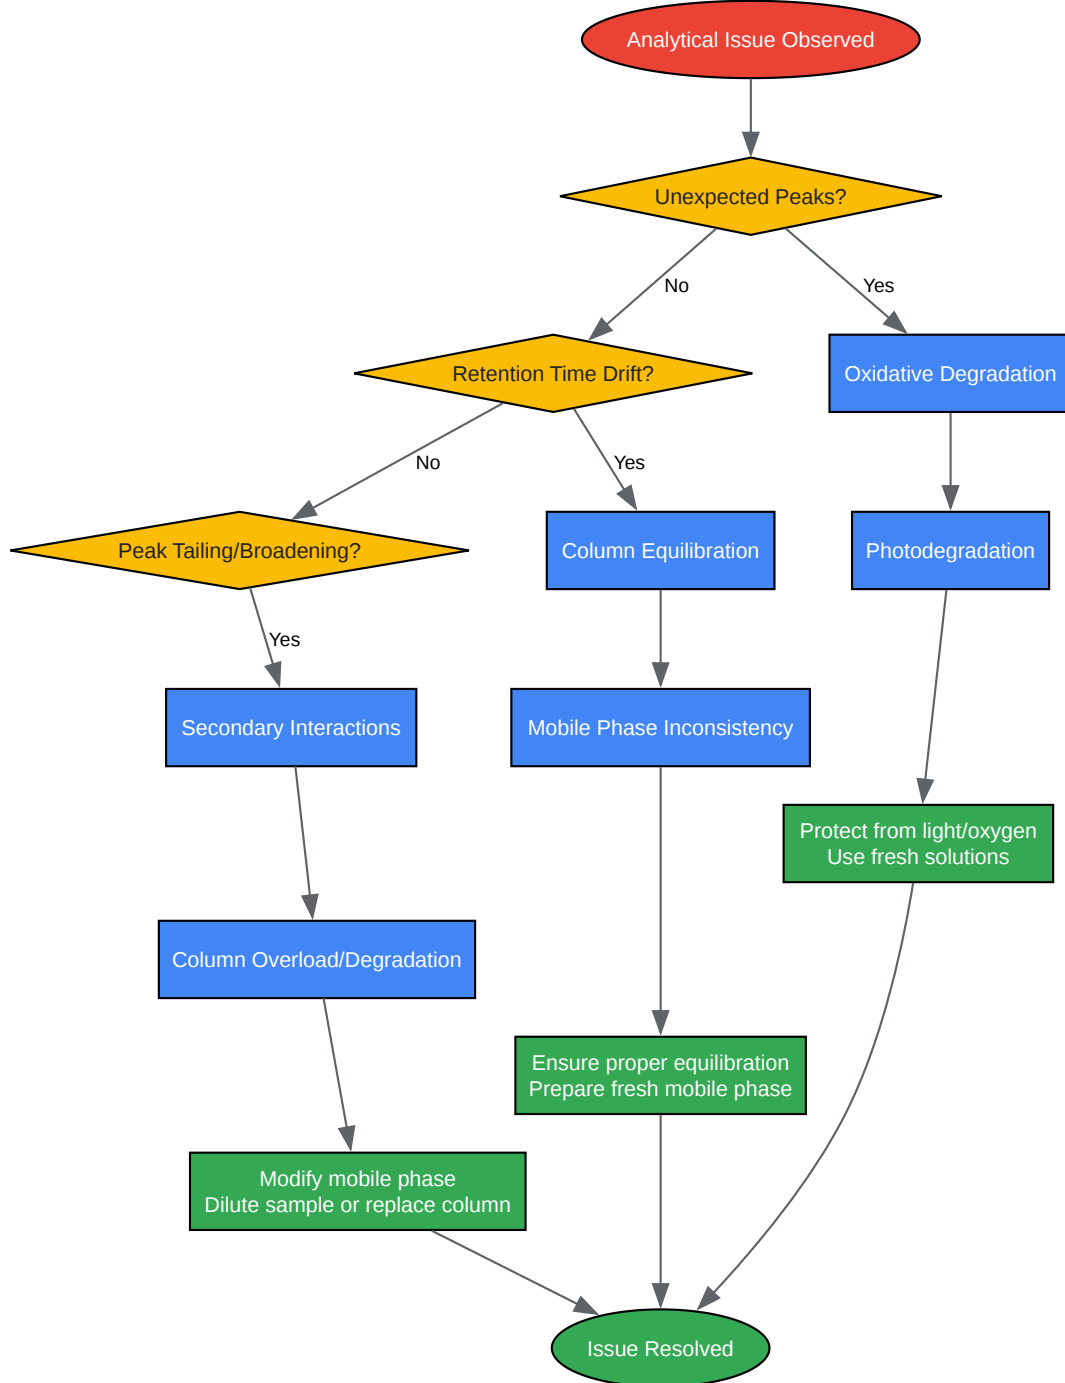 Analytical Issue Observed
Unexpected Peaks?
No
Yes
Retention Time Drift?
Oxidative Degradation
No
Yes
Peak Tailing/Broadening?
Column Equilibration
Photodegradation
Yes
Secondary Interactions
Mobile Phase Inconsistency
Protect from light/oxygen
Use fresh solutions
Column Overload/Degradation
Ensure proper equilibration
Prepare fresh mobile phase
Modify mobile phase
Dilute sample or replace column
Issue Resolved